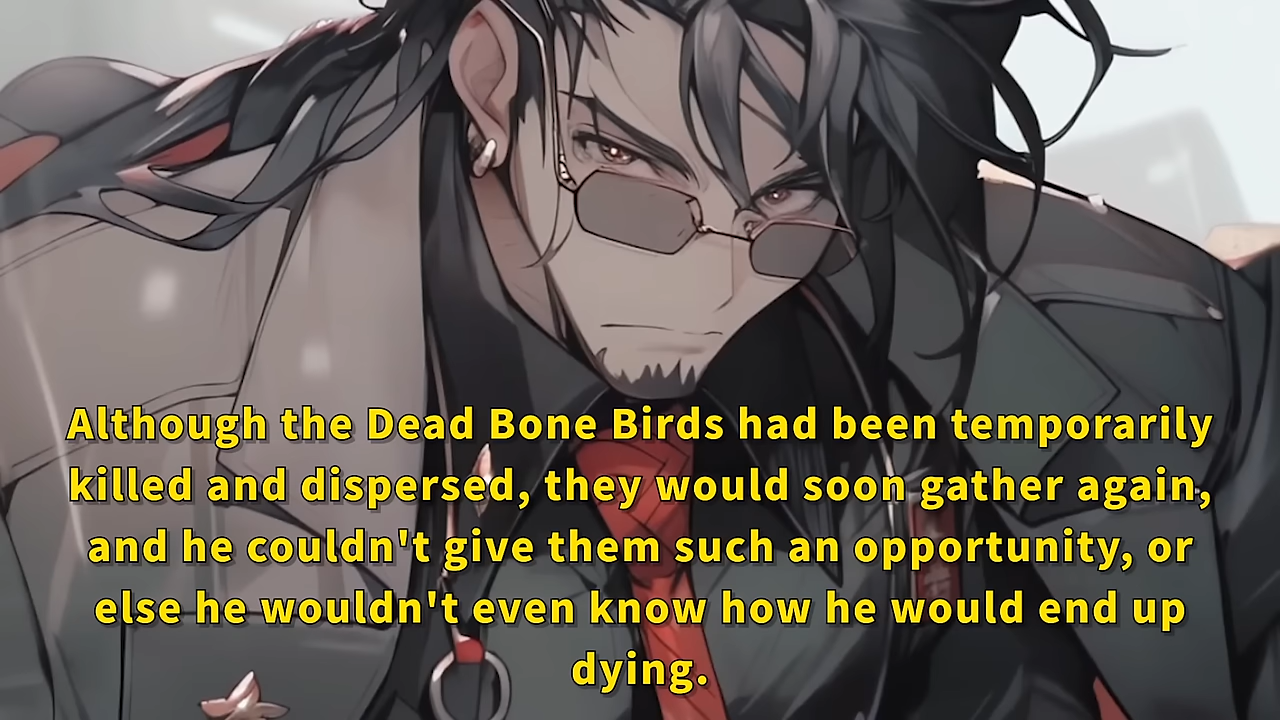 Although the Dead Bone Birds had been temporarily
killed and dispersed, they would soon gather again,
and he couldn't give them such an opportunity, or
else he wouldn't even know how he would end up
dying.